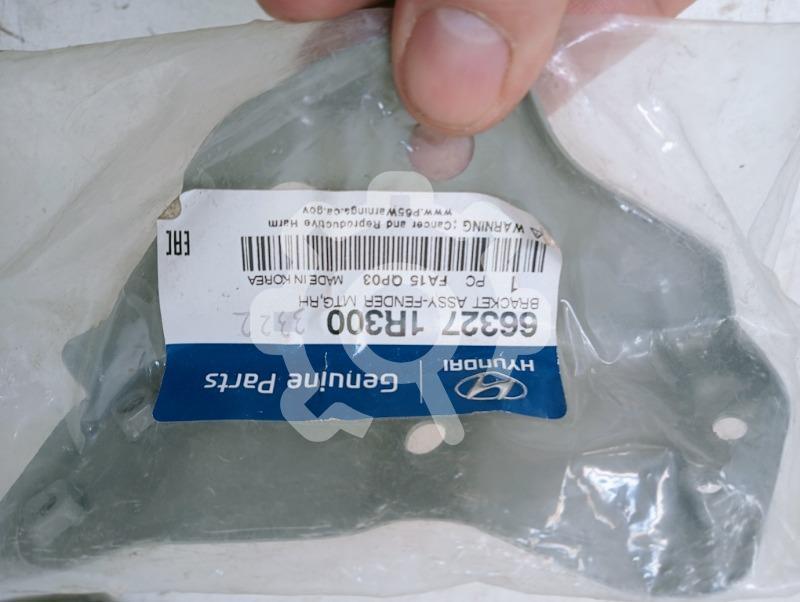 HYUNDAI
Genuine Parts
66327 1R300
3322
BRACKET ASSY-FENDER MTG,RH
1 PC FA15 QP03 MADE IN KOREA
WARNING ;Cancer and Reproductive Harm
www.P65Warnings.ca.gov
EAC